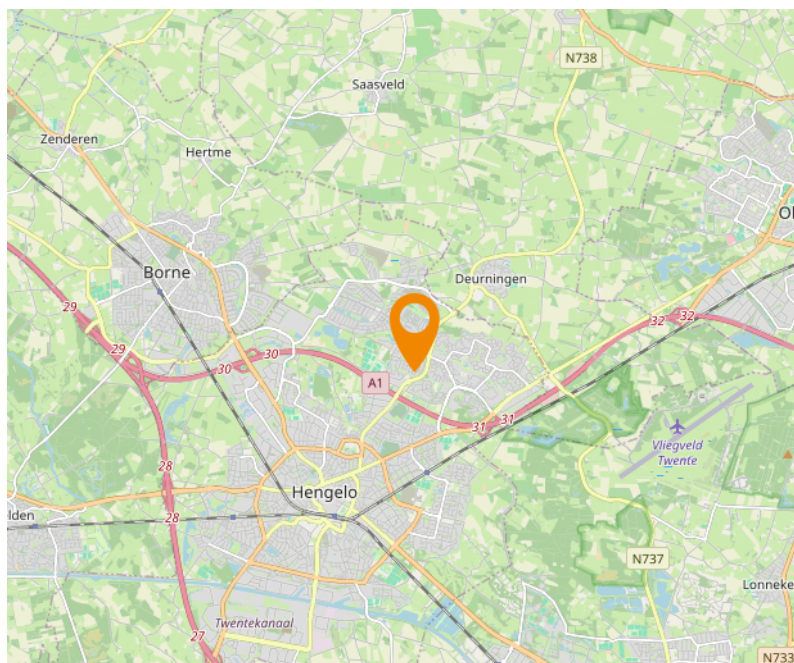 N738
Saasveld
Zenderen
Hertme
Ol
Borne
Deurningen
29
32
32
29
30
30
A1
31
31
Vliegveld
Twente
28
Hengelo
28
elden
N737
Lonneke
Twentekanaal
27
N733